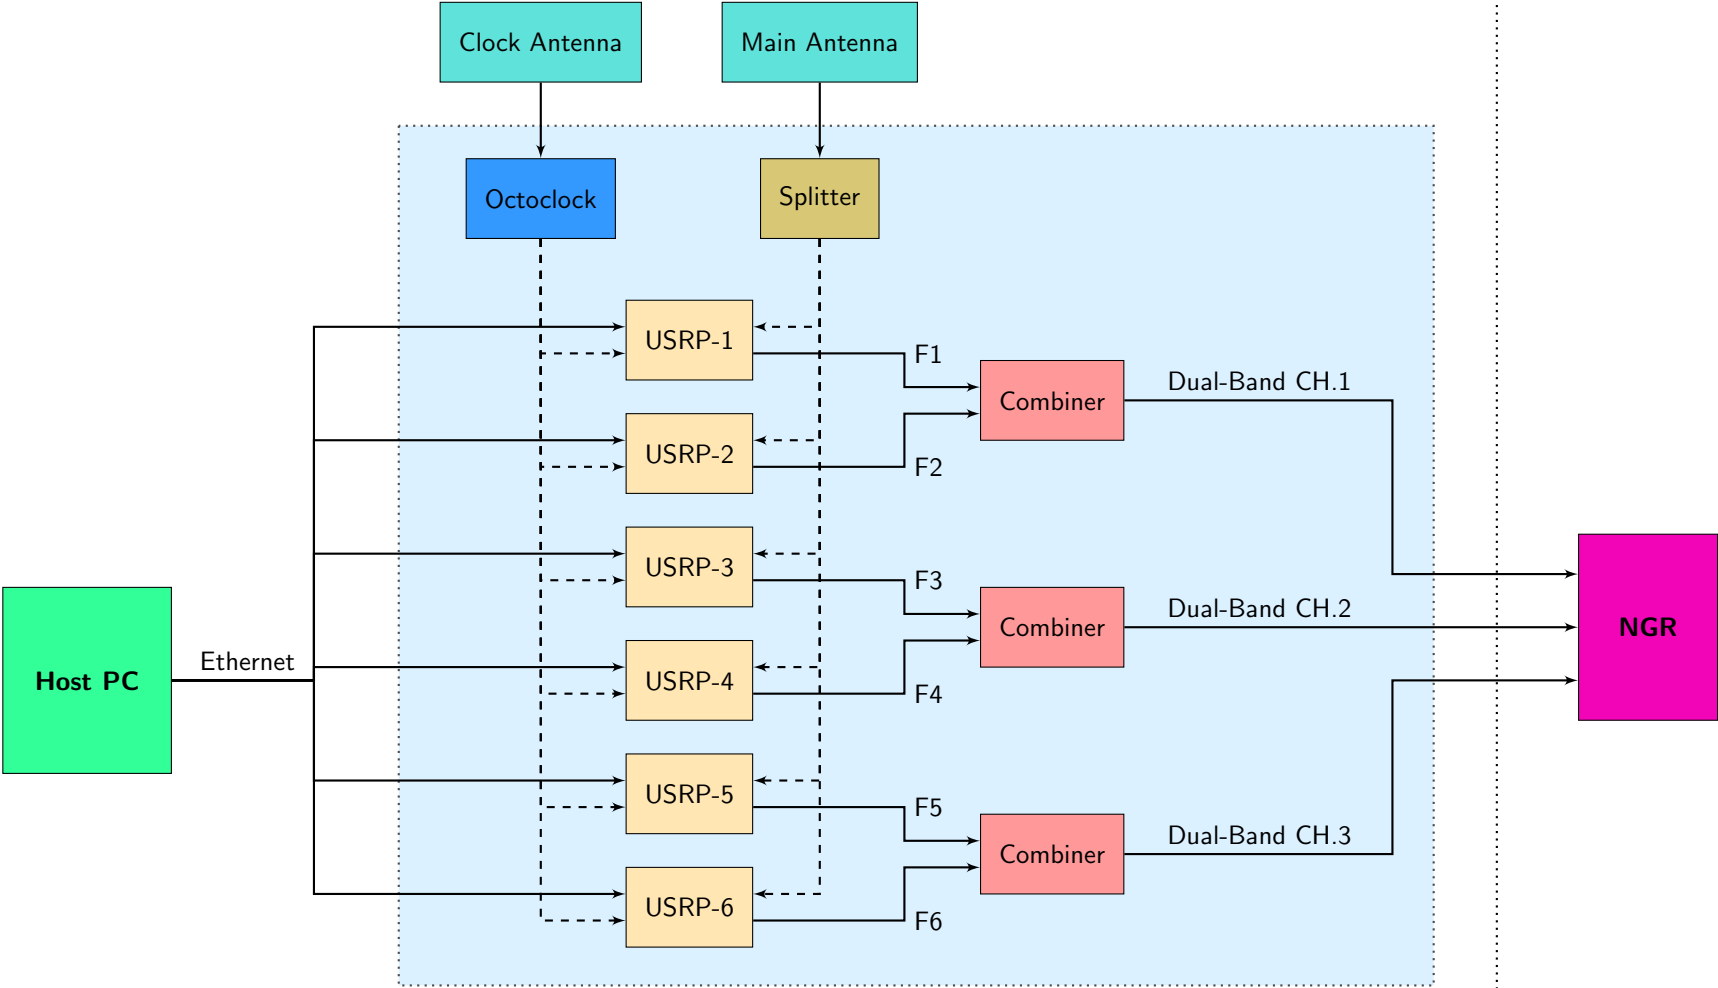 Clock Antenna
Main Antenna
Octoclock
Splitter
USRP-1
F1
Dual-Band CH.1
Combiner
USRP-2
F2
USRP-3
F3
Dual-Band CH.2
Combiner
NGR
Ethernet
Host PC
USRP-4
F4
USRP-5
F5
Dual-Band CH.3
Combiner
USRP-6
F6